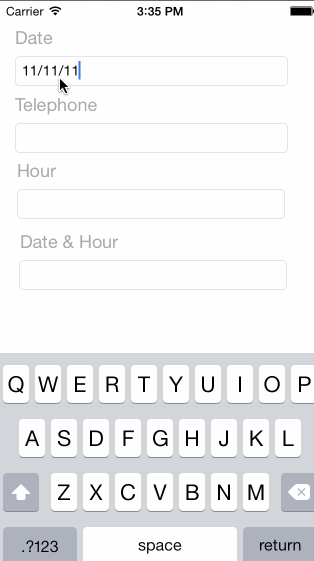 Carrier 3:35 PM
Date
11/11/11
Telephone
Hour
Date & Hour
Q W E R T Y U I O P
A S D F G H J K L
Z X C V B N M
.?123 space return